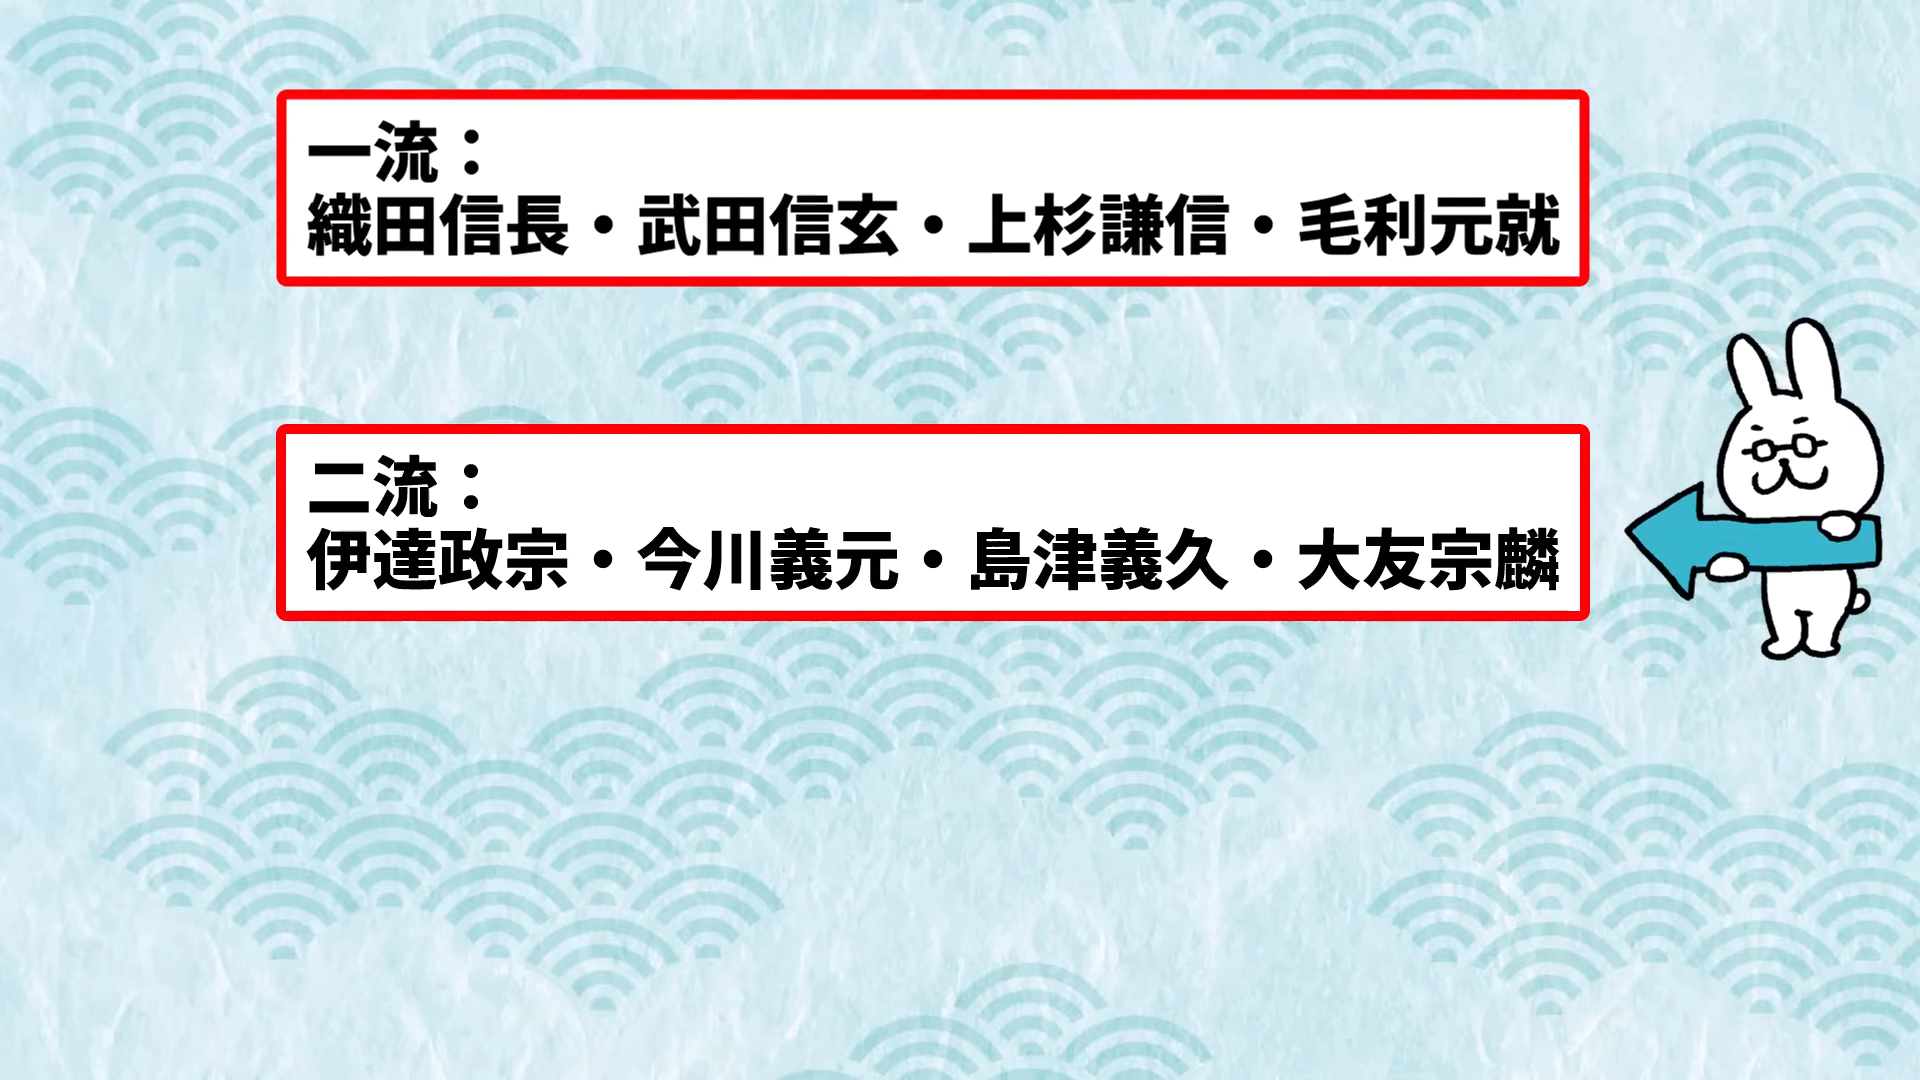 一流：
織田信長・武田信玄・上杉謙信・毛利元就
二流：
伊達政宗・今川義元・島津義久・大友宗麟